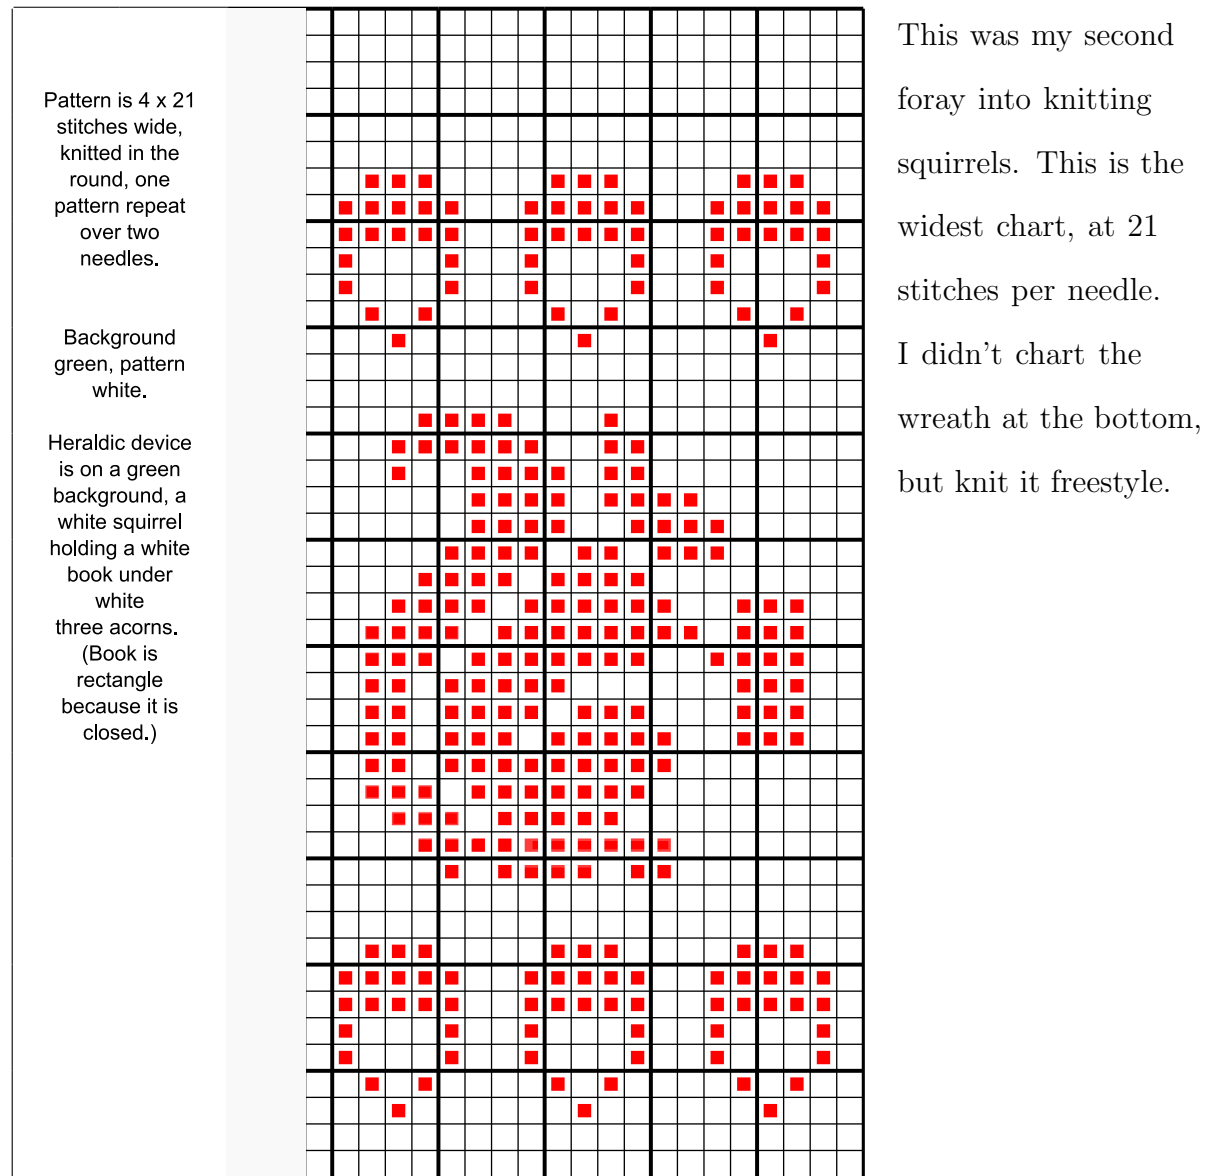 Pattern is 4 x 21
stitches wide,
knitted in the
round, one
pattern repeat
over two
needles.
Background
green, pattern
white.
Heraldic device
is on a green
background, a
white squirrel
holding a white
book under
white
three acorns.
(Book is
rectangle
because it is
closed.)
This was my second
foray into knitting
squirrels. This is the
widest chart, at 21
stitches per needle.
I didn't chart the
wreath at the bottom,
but knit it freestyle.